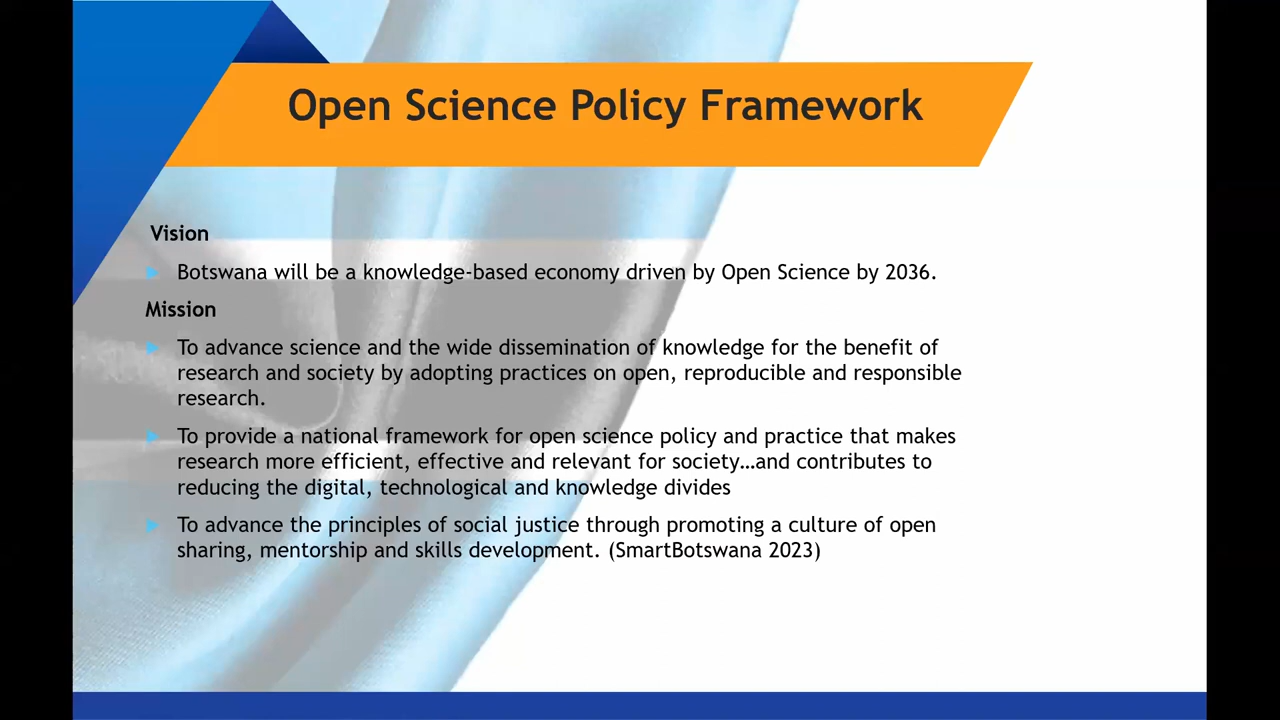 Open Science Policy Framework
Vision
Botswana will be a knowledge-based economy driven by Open Science by 2036.
Mission
To advance science and the wide dissemination of knowledge for the benefit of
research and society by adopting practices on open, reproducible and responsible
research.
To provide a national framework for open science policy and practice that makes
research more efficient, effective and relevant for society…and contributes to
reducing the digital, technological and knowledge divides
To advance the principles of social justice through promoting a culture of open
sharing, mentorship and skills development. (SmartBotswana 2023)